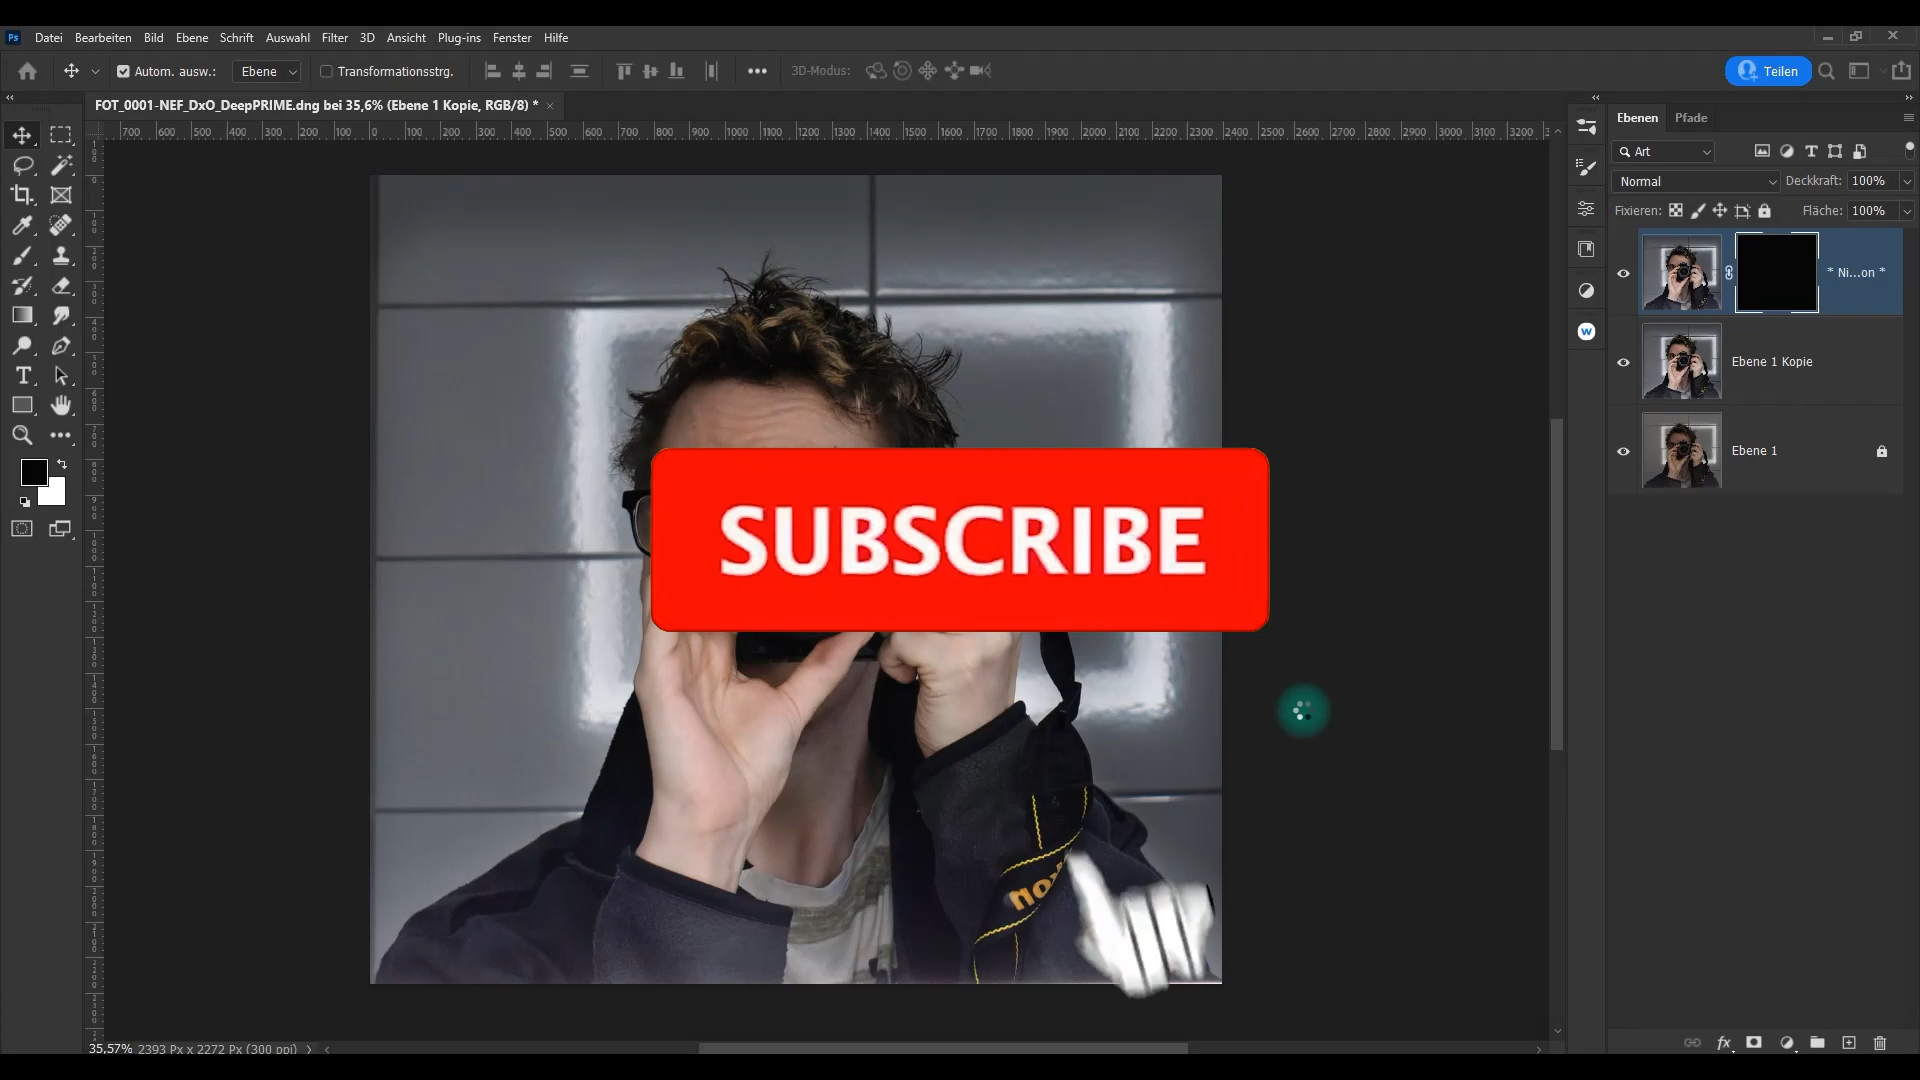 Ps Datei Bearbeiten Bild Ebene Schrift Auswahl Filter 3D Ansicht Plug-ins Fenster Hilfe
Autom. ausw.: Ebene Transformationsstrg. 3D-Modus: Teilen
FOT_0001-NEF_DxO_DeepPRIME.dng bei 35,6% (Ebene 1 Kopie, RGB/8) *
700 600 500 400 300 200 100 0 100 200 300 400 500 600 700 800 900 1000 1100 1200 1300 1400 1500 1600 1700 1800 1900 2000 2100 2200 2300 2400 2500 2600 2700 2800 2900 3000 3100 3200
Ebenen Pfade
Art
Normal Deckkraft: 100%
Fixieren: Fläche: 100%
* Ni...on *
Ebene 1 Kopie
Ebene 1
SUBSCRIBE
35,57% 2393 Px x 2272 Px (300 ppi)
fx